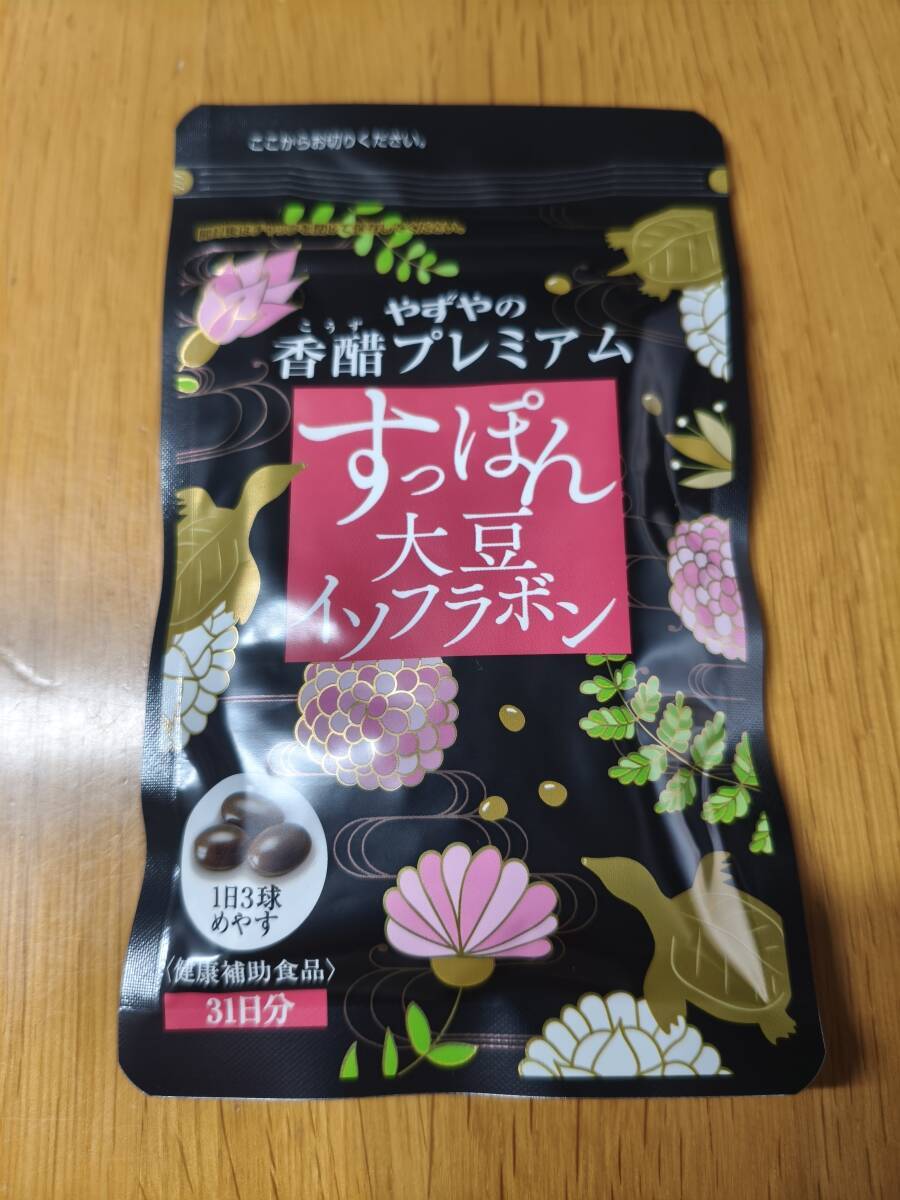 ここからお切りください。
やずやの
こうず
香醋プレミアム
すっぽん
大豆
イソフラボン
1日3球
めやす
〈健康補助食品〉
31日分